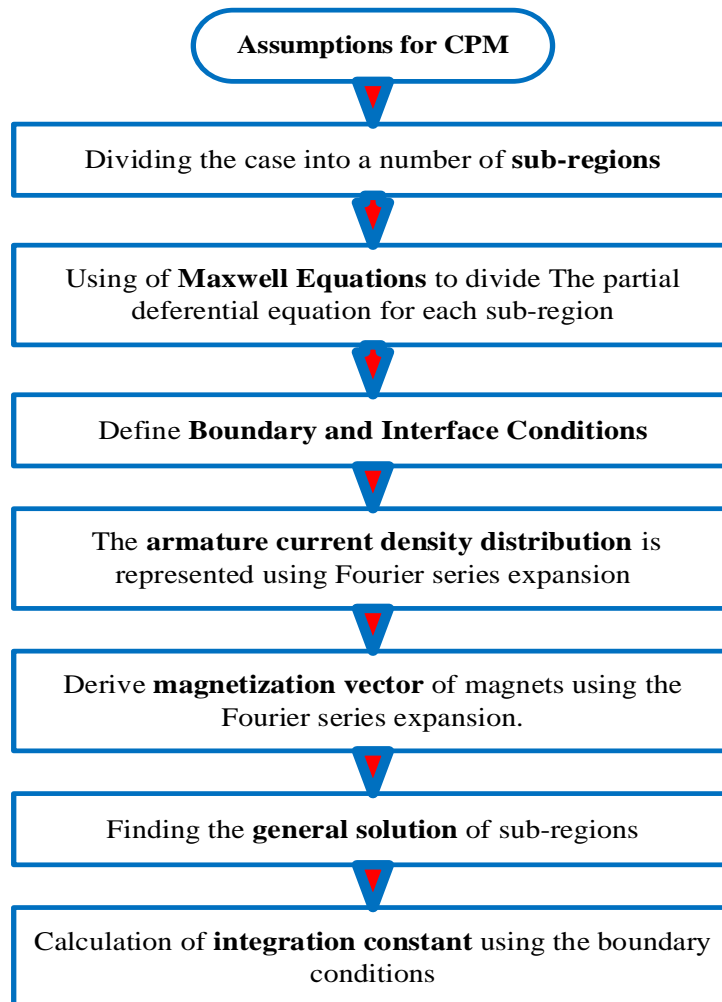 Assumptions for CPM
Dividing the case into a number of sub-regions
Using of Maxwell Equations to divide The partial
deferential equation for each sub-region
Define Boundary and Interface Conditions
The armature current density distribution is
represented using Fourier series expansion
Derive magnetization vector of magnets using the
Fourier series expansion.
Finding the general solution of sub-regions
Calculation of integration constant using the boundary
conditions